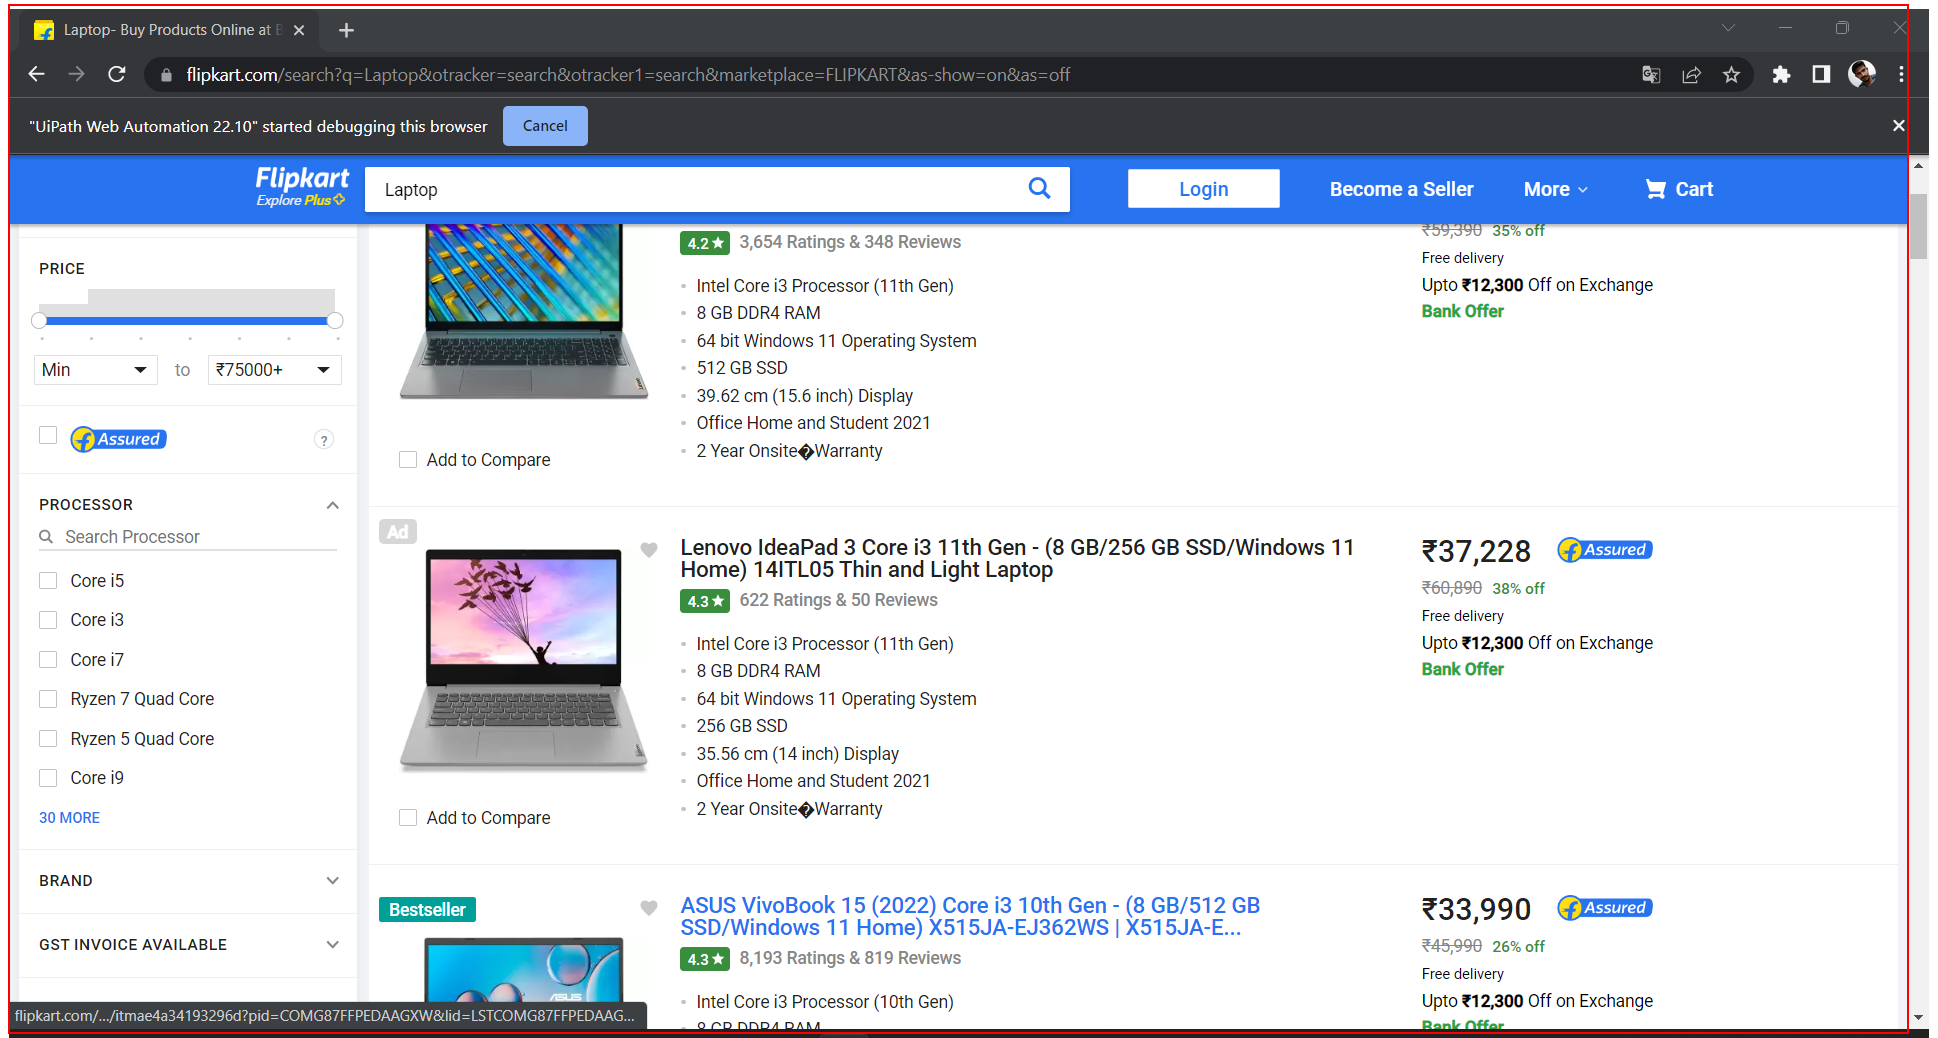 Laptop- Buy Products Online at B
flipkart.com/search?q=Laptop&otracker=search&otracker1=search&marketplace=FLIPKART&as-show=on&as=off
"UiPath Web Automation 22.10" started debugging this browser
Cancel
Flipkart
Explore Plus
Laptop
Login
Become a Seller
More
Cart
PRICE
Min to ₹75000+
Assured
?
PROCESSOR
Search Processor
Core i5
Core i3
Core i7
Ryzen 7 Quad Core
Ryzen 5 Quad Core
Core i9
30 MORE
BRAND
GST INVOICE AVAILABLE
4.2★ 3,654 Ratings & 348 Reviews
Intel Core i3 Processor (11th Gen)
8 GB DDR4 RAM
64 bit Windows 11 Operating System
512 GB SSD
39.62 cm (15.6 inch) Display
Office Home and Student 2021
2 Year Onsite�Warranty
Add to Compare
₹59,390 35% off
Free delivery
Upto ₹12,300 Off on Exchange
Bank Offer
Ad
Lenovo IdeaPad 3 Core i3 11th Gen - (8 GB/256 GB SSD/Windows 11
Home) 14ITL05 Thin and Light Laptop
4.3★ 622 Ratings & 50 Reviews
Intel Core i3 Processor (11th Gen)
8 GB DDR4 RAM
64 bit Windows 11 Operating System
256 GB SSD
35.56 cm (14 inch) Display
Office Home and Student 2021
2 Year Onsite�Warranty
Add to Compare
₹37,228 Assured
₹60,890 38% off
Free delivery
Upto ₹12,300 Off on Exchange
Bank Offer
Bestseller
ASUS VivoBook 15 (2022) Core i3 10th Gen - (8 GB/512 GB
SSD/Windows 11 Home) X515JA-EJ362WS | X515JA-E...
4.3★ 8,193 Ratings & 819 Reviews
Intel Core i3 Processor (10th Gen)
8 GB DDR4 RAM
₹33,990 Assured
₹45,990 26% off
Free delivery
Upto ₹12,300 Off on Exchange
Bank Offer
flipkart.com/.../itmae4a34193296d?pid=COMG87FFPEDAAGXW&lid=LSTCOMG87FFPEDAAG...